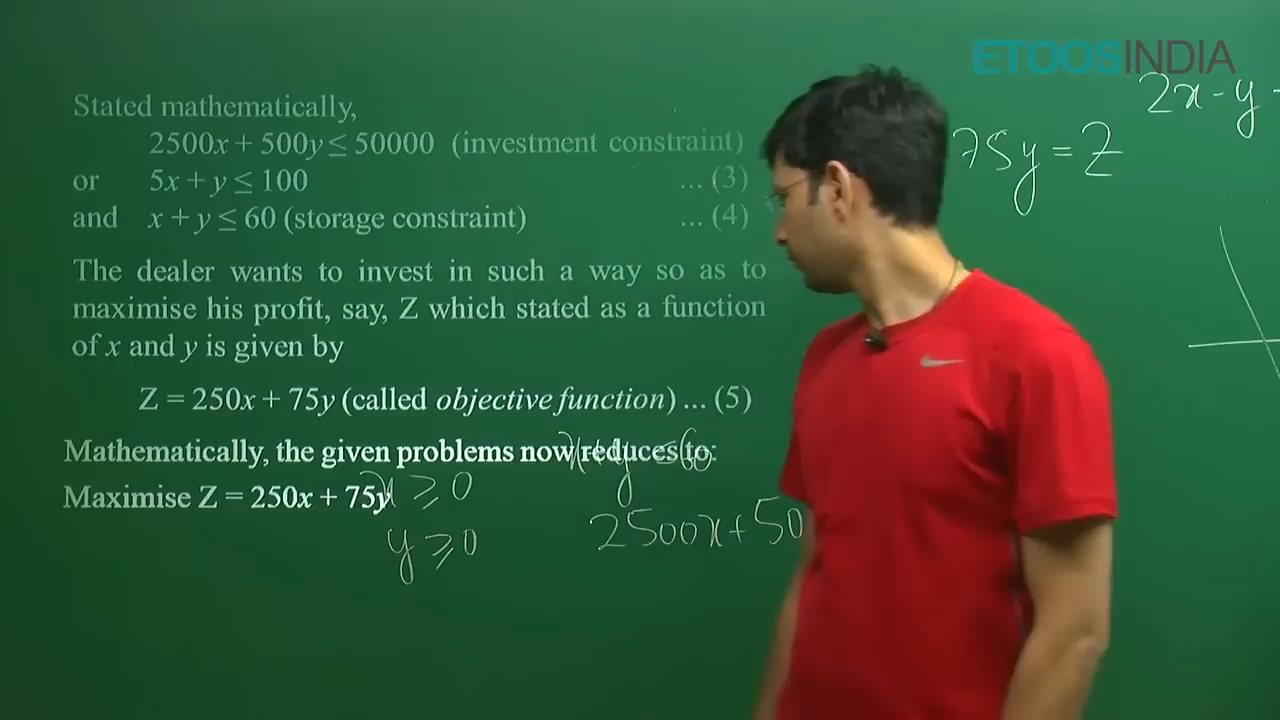 ETOOSINDIA
Stated mathematically,
2500x + 500y ≤ 50000 (investment constraint)
or 5x + y ≤ 100 ... (3)
and x + y ≤ 60 (storage constraint) ... (4)
The dealer wants to invest in such a way so as to
maximise his profit, say, Z which stated as a function
of x and y is given by
Z = 250x + 75y (called objective function) ... (5)
Mathematically, the given problems now reduces to:
Maximise Z = 250x + 75y
x ≥ 0
y ≥ 0
x + y ≤ 60
2500x + 50
75y = Z
2x - y